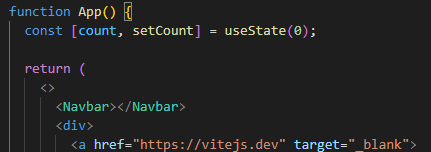 function App() {
const [count, setCount] = useState(0);
return (
<>
<Navbar></Navbar>
<div>
<a href="https://vitejs.dev" target="_blank">